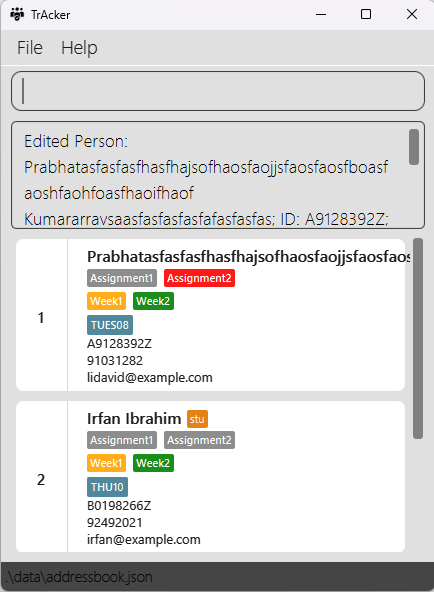 TrAcker
File Help
Edited Person:
Prabhatasfasfasfhasfhajsofhaosfaojjsfaosfaosfboasf
aoshfaohfoasfhaoifhaof
Kumararravsaasfasfasfasfafasfasfas; ID: A9128392Z;
1
Prabhatasfasfasfhasfhajsofhaosfaojjsfaosfaos
Assignment1 Assignment2
Week1 Week2
TUES08
A9128392Z
91031282
lidavid@example.com
2
Irfan Ibrahim stu
Assignment1 Assignment2
Week1 Week2
THU10
B0198266Z
92492021
irfan@example.com
.\data\addressbook.json